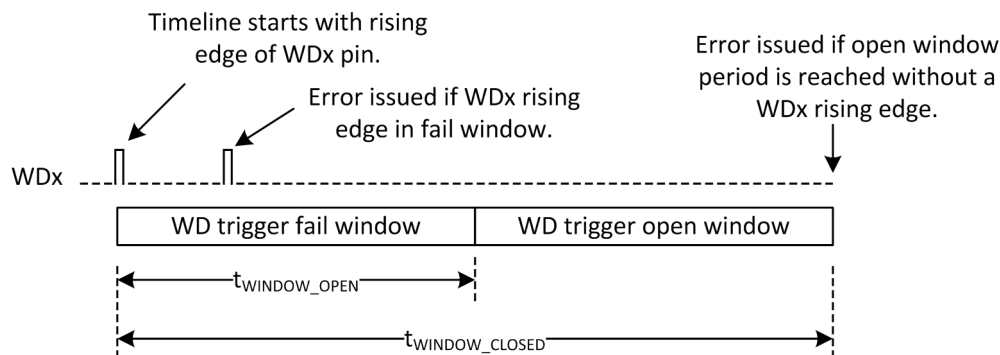 Timeline starts with rising
edge of WDx pin.
Error issued if WDx rising
edge in fail window.
Error issued if open window
period is reached without a
WDx rising edge.
WDx
WD trigger fail window
WD trigger open window
tWINDOW_OPEN
tWINDOW_CLOSED